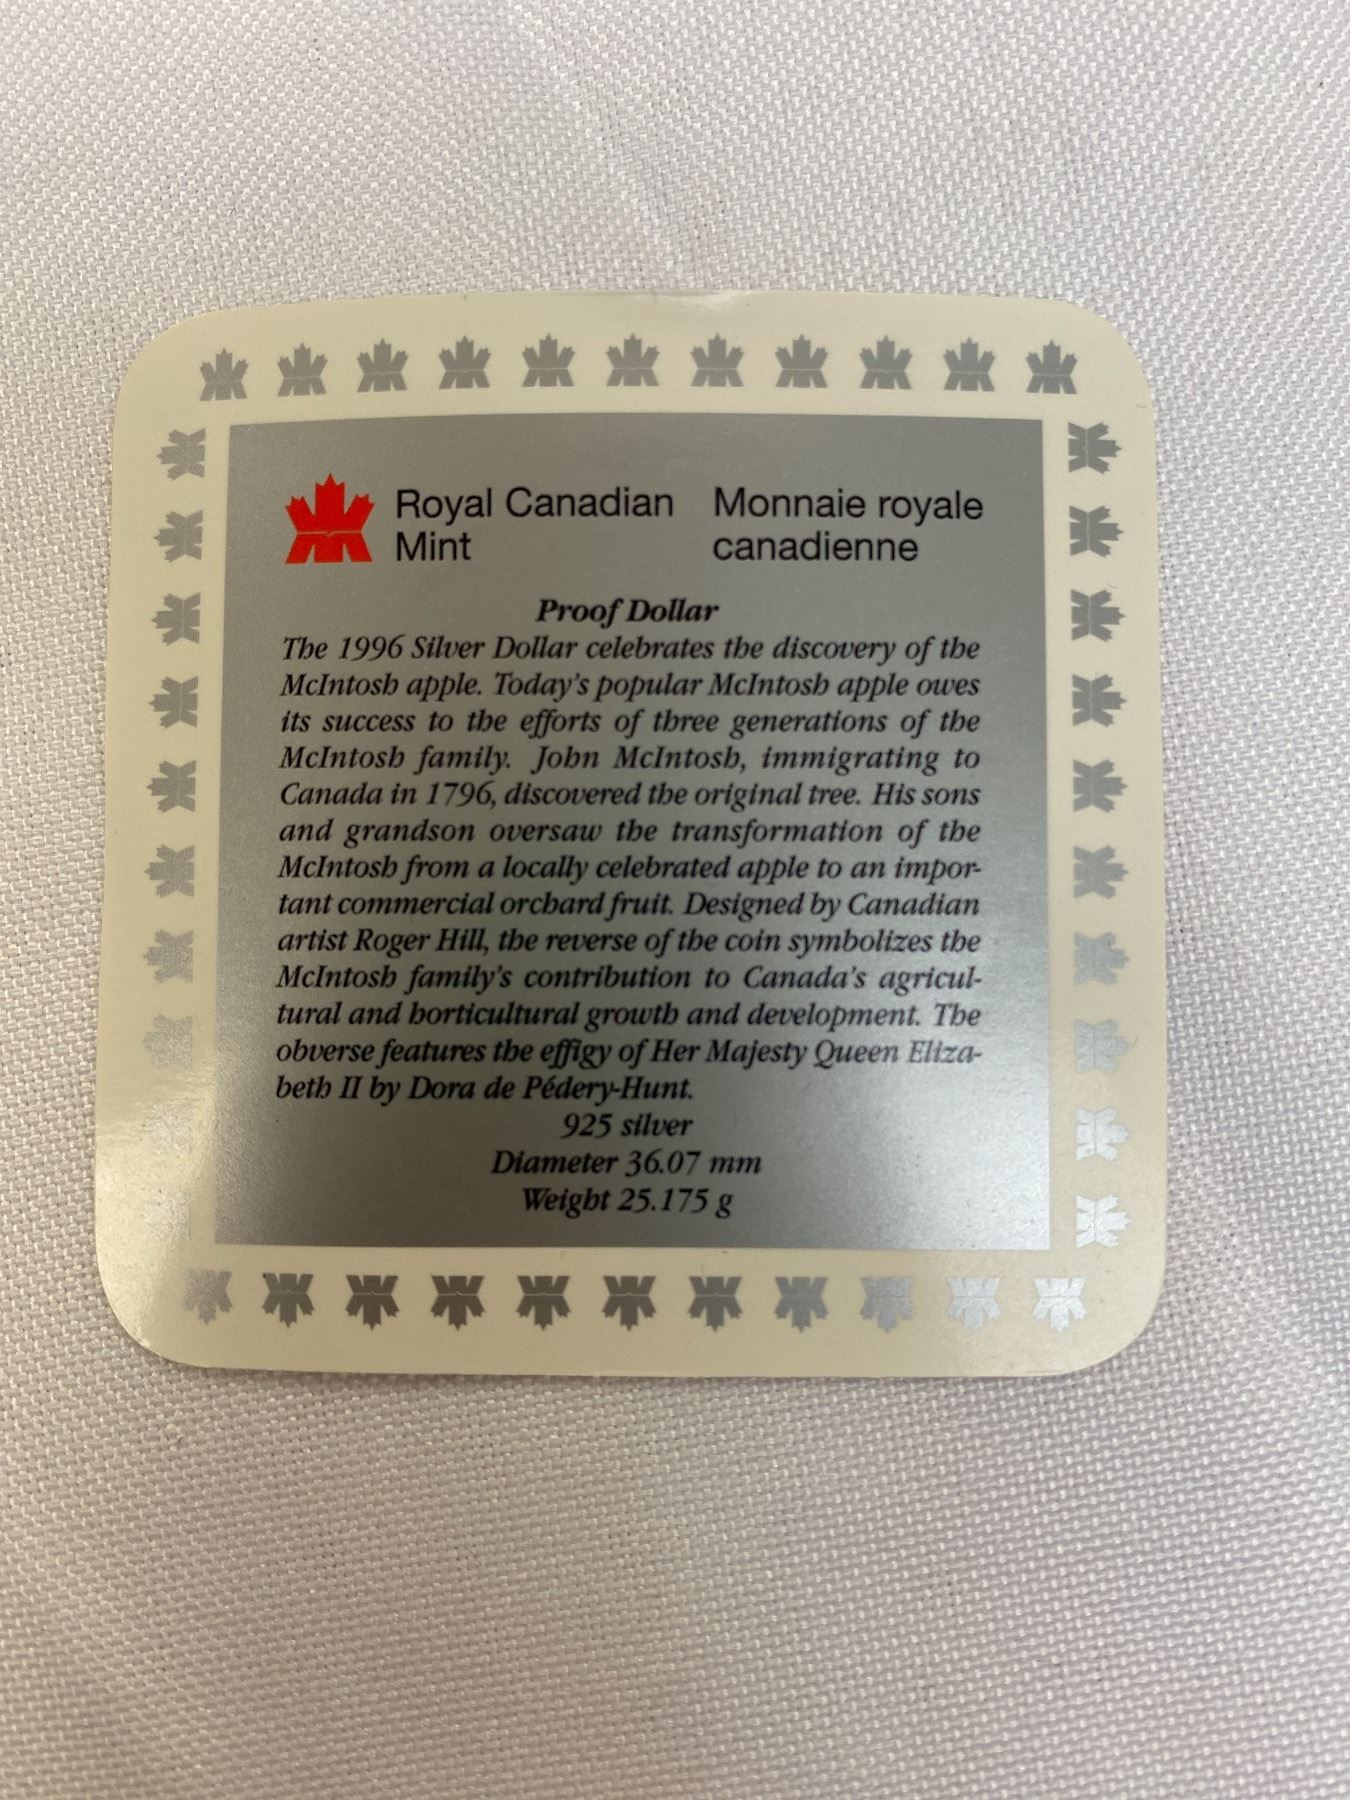 Royal Canadian Mint
Monnaie royale canadienne
Proof Dollar
The 1996 Silver Dollar celebrates the discovery of the
McIntosh apple. Today's popular McIntosh apple owes
its success to the efforts of three generations of the
McIntosh family. John McIntosh, immigrating to
Canada in 1796, discovered the original tree. His sons
and grandson oversaw the transformation of the
McIntosh from a locally celebrated apple to an impor-
tant commercial orchard fruit. Designed by Canadian
artist Roger Hill, the reverse of the coin symbolizes the
McIntosh family's contribution to Canada's agricul-
tural and horticultural growth and development. The
obverse features the effigy of Her Majesty Queen Eliza-
beth II by Dora de Pédery-Hunt.
925 silver
Diameter 36.07 mm
Weight 25.175 g